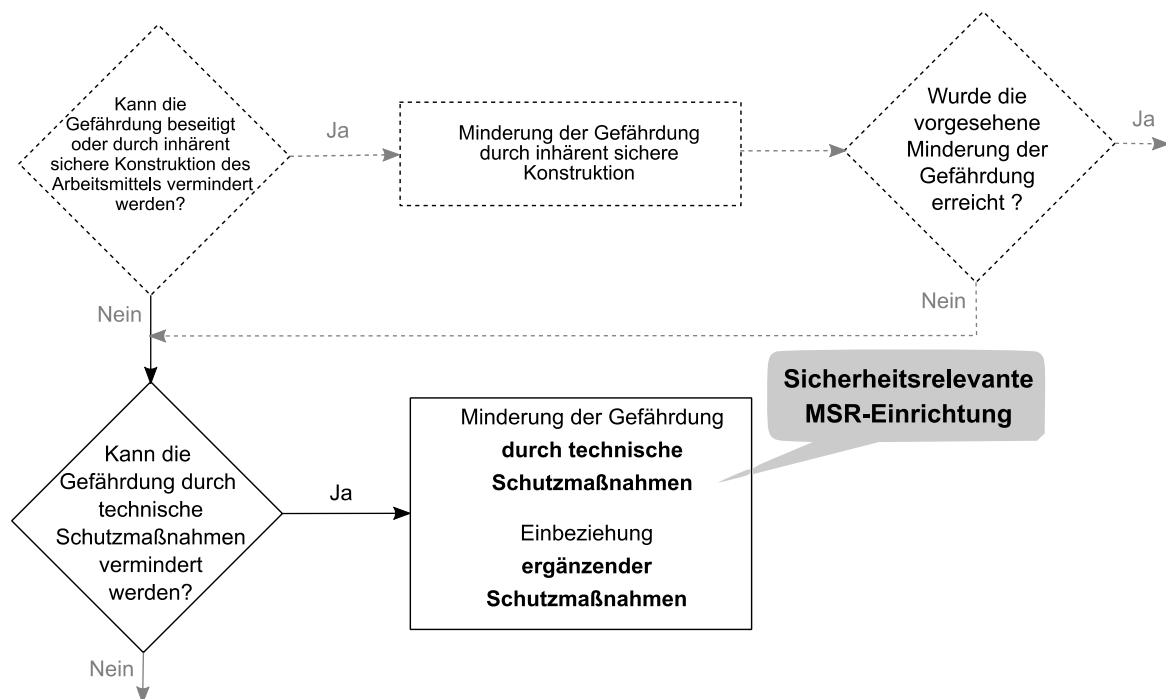 Kann die
Gefährdung beseitigt
oder durch inhärent
sichere Konstruktion des
Arbeitsmittels vermindert
werden?
Ja
Minderung der Gefährdung
durch inhärent sichere
Konstruktion
Wurde die
vorgesehene
Minderung der
Gefährdung
erreicht ?
Ja
Nein
Nein
Sicherheitsrelevante
MSR-Einrichtung
Kann die
Gefährdung durch
technische
Schutzmaßnahmen
vermindert
werden?
Ja
Minderung der Gefährdung
durch technische
Schutzmaßnahmen
Einbeziehung
ergänzender
Schutzmaßnahmen
Nein